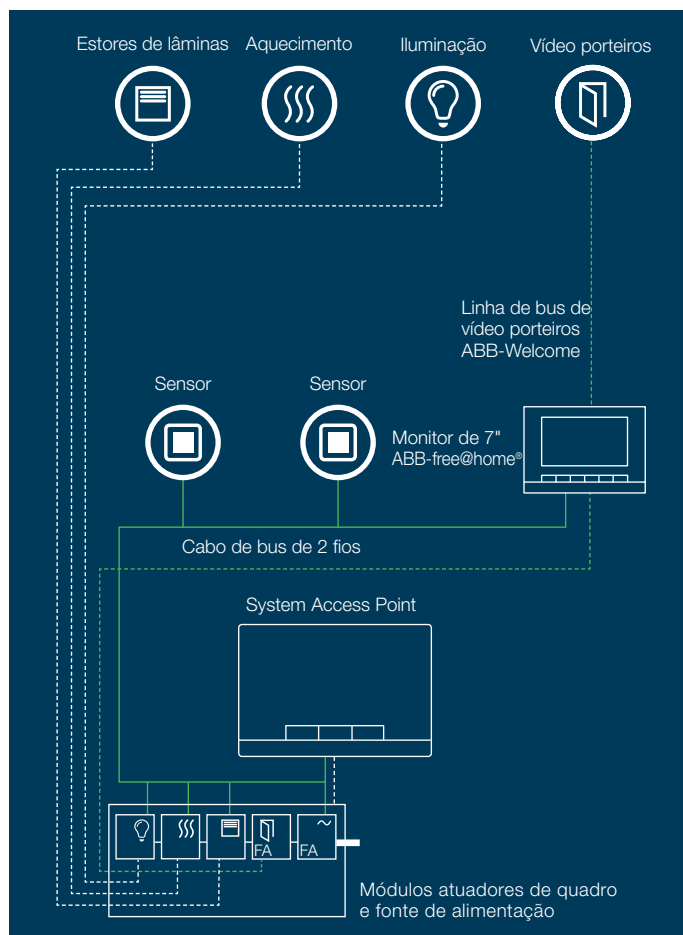 Estores de lâminas
Aquecimento
Iluminação
Vídeo porteiros
Linha de bus de
vídeo porteiros
ABB-Welcome
Sensor
Sensor
Monitor de 7"
ABB-free@home®
Cabo de bus de 2 fios
System Access Point
FA
FA
Módulos atuadores de quadro
e fonte de alimentação